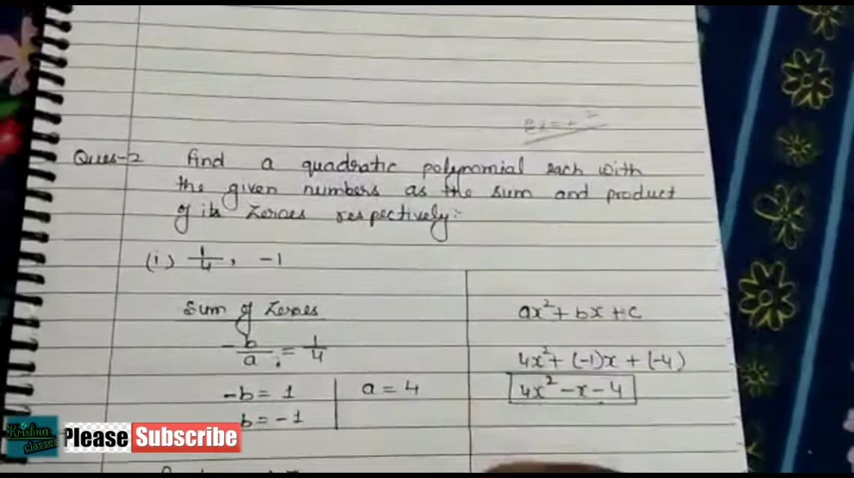 Ques-2 find a quadratic polynomial each with
the given numbers as the sum and product
of its zeroes respectively:-
(i) 1/4, -1
Sum of Zeroes
-b/a = 1/4
-b = 1
a = 4
b = -1
ax² + bx + c
4x² + (-1)x + (-4)
4x² - x - 4
Krishna
classes
Please Subscribe